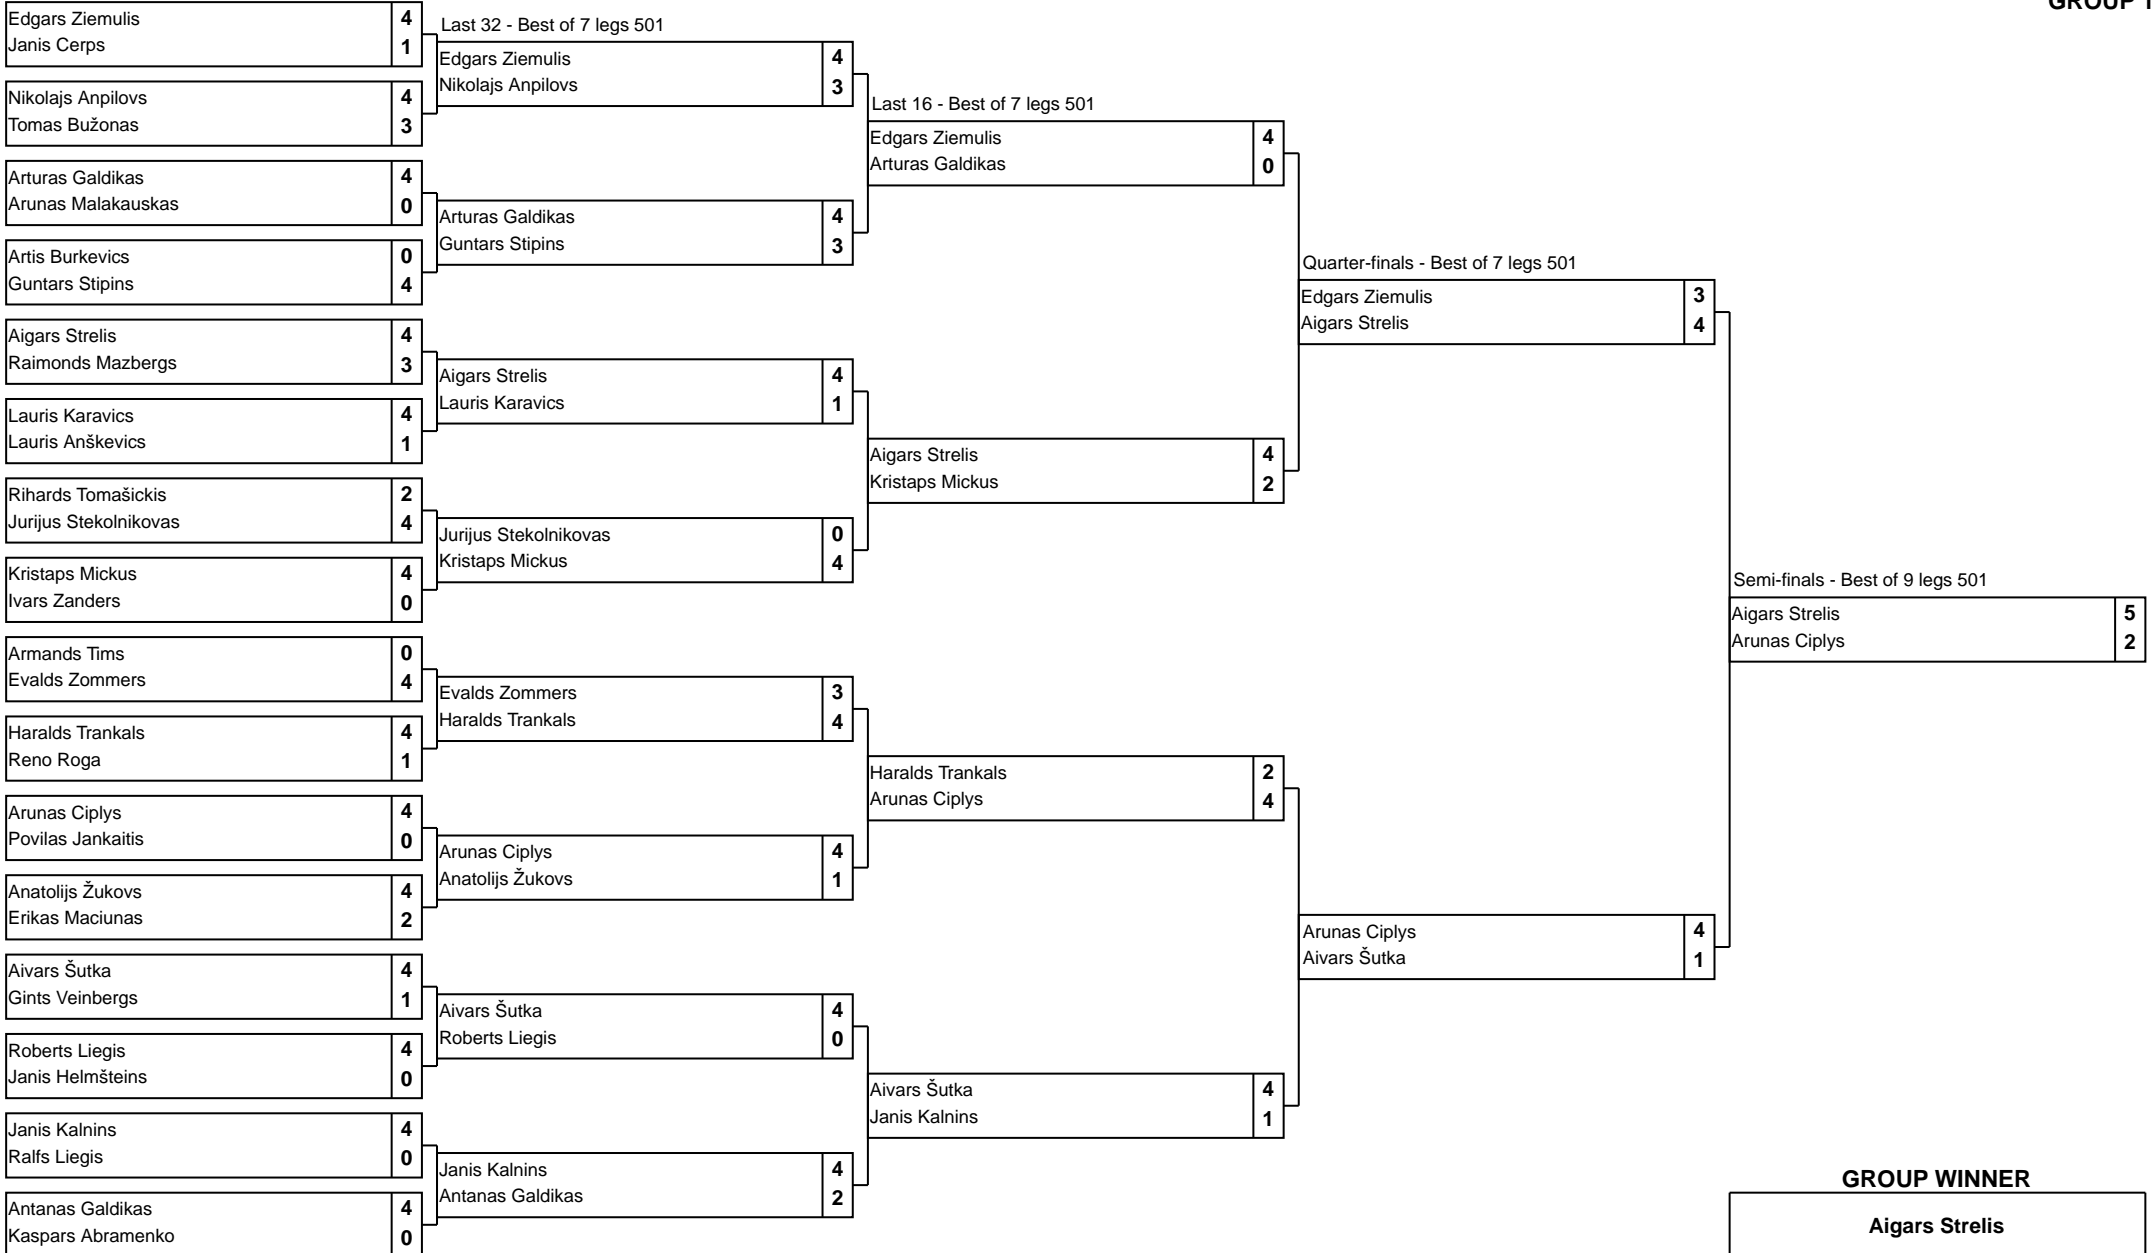 GROUP 1
Edgars Ziemulis 4
Janis Cerps 1
Nikolajs Anpilovs 4
Tomas Bužonas 3
Arturas Galdikas 4
Arunas Malakauskas 0
Artis Burkevics 0
Guntars Stipins 4
Aigars Strelis 4
Raimonds Mazbergs 3
Lauris Karavics 4
Lauris Anškevics 1
Rihards Tomašickis 2
Jurijus Stekolnikovas 4
Kristaps Mickus 4
Ivars Zanders 0
Armands Tims 0
Evalds Zommers 4
Haralds Trankals 4
Reno Roga 1
Arunas Ciplys 4
Povilas Jankaitis 0
Anatolijs Žukovs 4
Erikas Maciunas 2
Aivars Šutka 4
Gints Veinbergs 1
Roberts Liegis 4
Janis Helmšteins 0
Janis Kalnins 4
Ralfs Liegis 0
Antanas Galdikas 4
Kaspars Abramenko 0
Last 32 - Best of 7 legs 501
Edgars Ziemulis 4
Nikolajs Anpilovs 3
Arturas Galdikas 4
Guntars Stipins 3
Aigars Strelis 4
Lauris Karavics 1
Jurijus Stekolnikovas 0
Kristaps Mickus 4
Evalds Zommers 3
Haralds Trankals 4
Arunas Ciplys 4
Anatolijs Žukovs 1
Aivars Šutka 4
Roberts Liegis 0
Janis Kalnins 4
Antanas Galdikas 2
Last 16 - Best of 7 legs 501
Edgars Ziemulis 4
Arturas Galdikas 0
Aigars Strelis 4
Kristaps Mickus 2
Haralds Trankals 2
Arunas Ciplys 4
Aivars Šutka 4
Janis Kalnins 1
Quarter-finals - Best of 7 legs 501
Edgars Ziemulis 3
Aigars Strelis 4
Arunas Ciplys 4
Aivars Šutka 1
Semi-finals - Best of 9 legs 501
Aigars Strelis 5
Arunas Ciplys 2
GROUP WINNER
Aigars Strelis